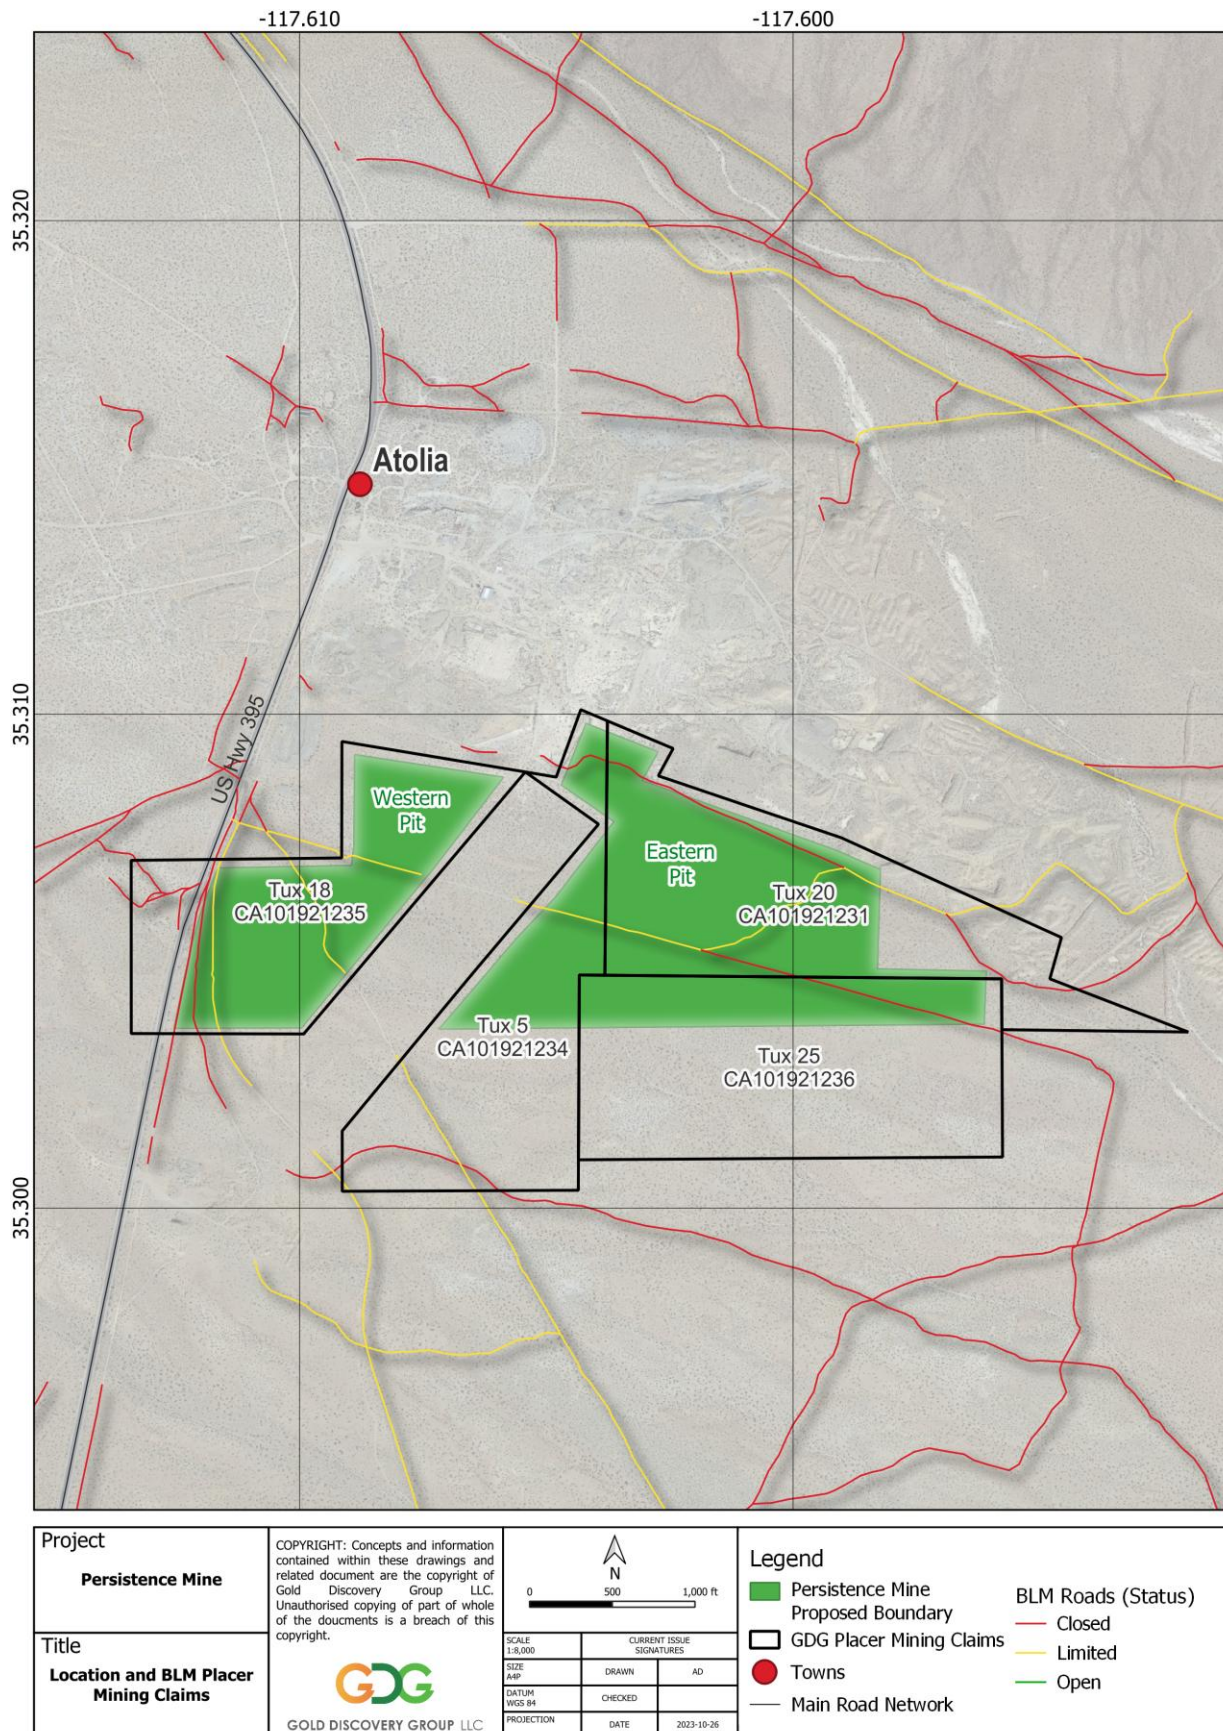 -117.610
-117.600
35.320
35.310
35.300
Atolia
US Hwy 395
Western
Pit
Eastern
Pit
Tux 18
CA101921235
Tux 20
CA101921231
Tux 5
CA101921234
Tux 25
CA101921236
Project
Persistence Mine
Title
Location and BLM Placer
Mining Claims
COPYRIGHT: Concepts and information
contained within these drawings and
related document are the copyright of
Gold Discovery Group LLC.
Unauthorised copying of part of whole
of the doucments is a breach of this
copyright.
GDG
GOLD DISCOVERY GROUP LLC
N
0 500 1,000 ft
SCALE
1:8,000
CURRENT ISSUE
SIGNATURES
SIZE
A4P
DRAWN
AD
DATUM
WGS 84
CHECKED
PROJECTION
DATE
2023-10-26
Legend
Persistence Mine
Proposed Boundary
GDG Placer Mining Claims
Towns
Main Road Network
BLM Roads (Status)
Closed
Limited
Open